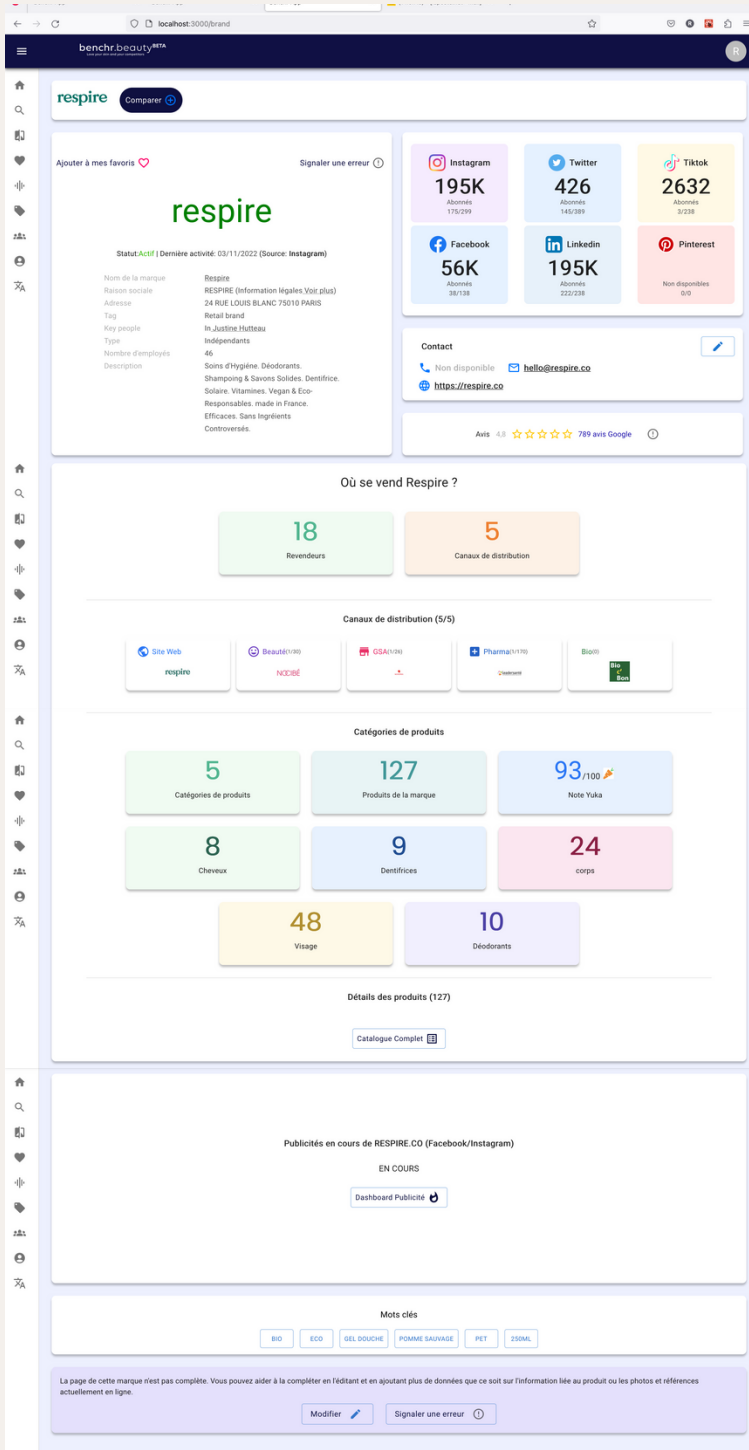 localhost:3000/brand
benchr.beautyBETA
R
respire
Comparer
Ajouter à mes favoris
Signaler une erreur
respire
Statut:Actif | Dernière activité: 03/11/2022 (Source: Instagram)
Nom de la marque Respire
Raison sociale RESPIRE (Information légales Voir plus)
Adresse 24 RUE LOUIS BLANC 75010 PARIS
Tag Retail brand
Key people In Justine Hutteau
Type Indépendants
Nombre d'employés 46
Description Soins d'Hygiène. Déodorants.
Shampoing & Savons Solides. Dentifrice.
Solaire. Vitamines. Vegan & Eco-
Responsables. made in France.
Efficaces. Sans Ingréients
Controversés.
Instagram
195K
Abonnés
175/299
Twitter
426
Abonnés
145/389
Tiktok
2632
Abonnés
3/238
Facebook
56K
Abonnés
38/138
Linkedin
195K
Abonnés
222/238
Pinterest
Non disponibles
0/0
Contact
Non disponible hello@respire.co
https://respire.co
Avis 4,8 789 avis Google
Où se vend Respire ?
18
Revendeurs
5
Canaux de distribution
Canaux de distribution (5/5)
Site Web
respire
Beauté(1/30)
NOCIBÉ
GSA(1/26)
Pharma(1/170)
Bio(0)
Bio
c'
Bon
Catégories de produits
5
Catégories de produits
127
Produits de la marque
93/100
Note Yuka
8
Cheveux
9
Dentifrices
24
corps
48
Visage
10
Déodorants
Détails des produits (127)
Catalogue Complet
Publicités en cours de RESPIRE.CO (Facebook/Instagram)
EN COURS
Dashboard Publicité
Mots clés
BIO ECO GEL DOUCHE POMME SAUVAGE PET 250ML
La page de cette marque n'est pas complète. Vous pouvez aider à la compléter en l'éditant et en ajoutant plus de données que ce soit sur l'information liée au produit ou les photos et références
actuellement en ligne.
Modifier
Signaler une erreur